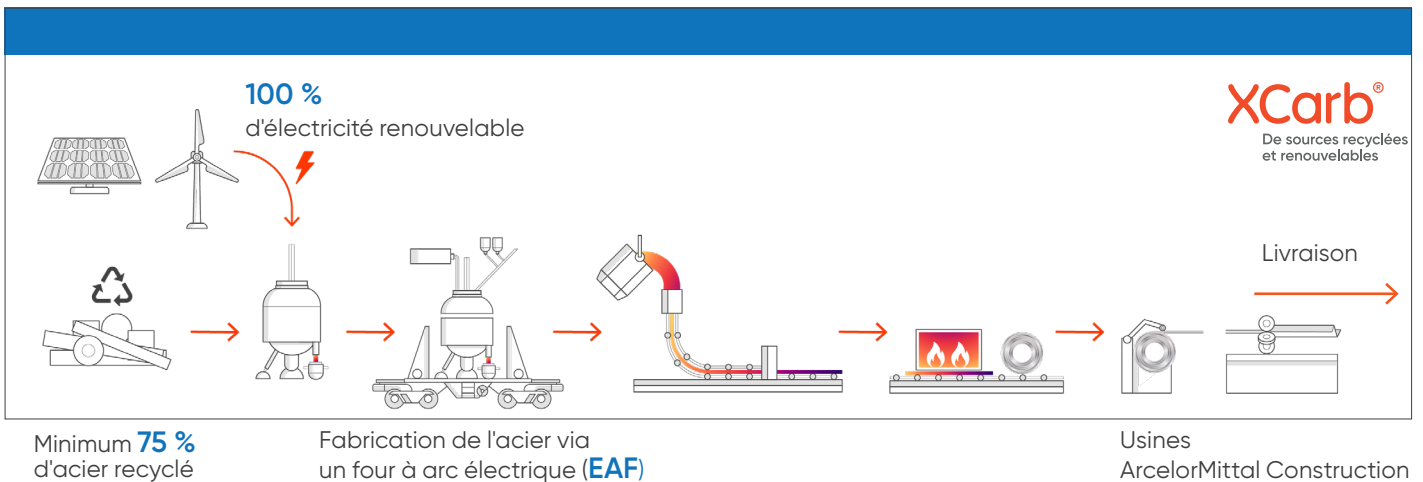 100 %
d'électricité renouvelable
XCarb®
De sources recyclées
et renouvelables
Livraison
Minimum 75 %
d'acier recyclé
Fabrication de l'acier via
un four à arc électrique (EAF)
Usines
ArcelorMittal Construction